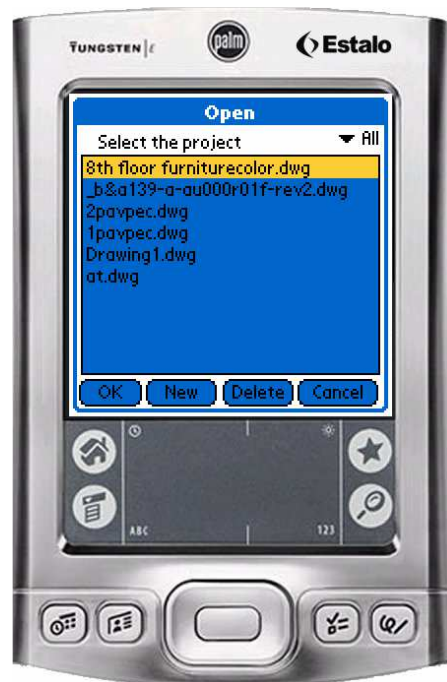 TUNGSTEN | E
palm
Estalo
Open
Select the project
All
8th floor furniturecolor.dwg
_b&a139-a-au000r01f-rev2.dwg
2pavpec.dwg
1pavpec.dwg
Drawing1.dwg
at.dwg
OK New Delete Cancel
ABC
123